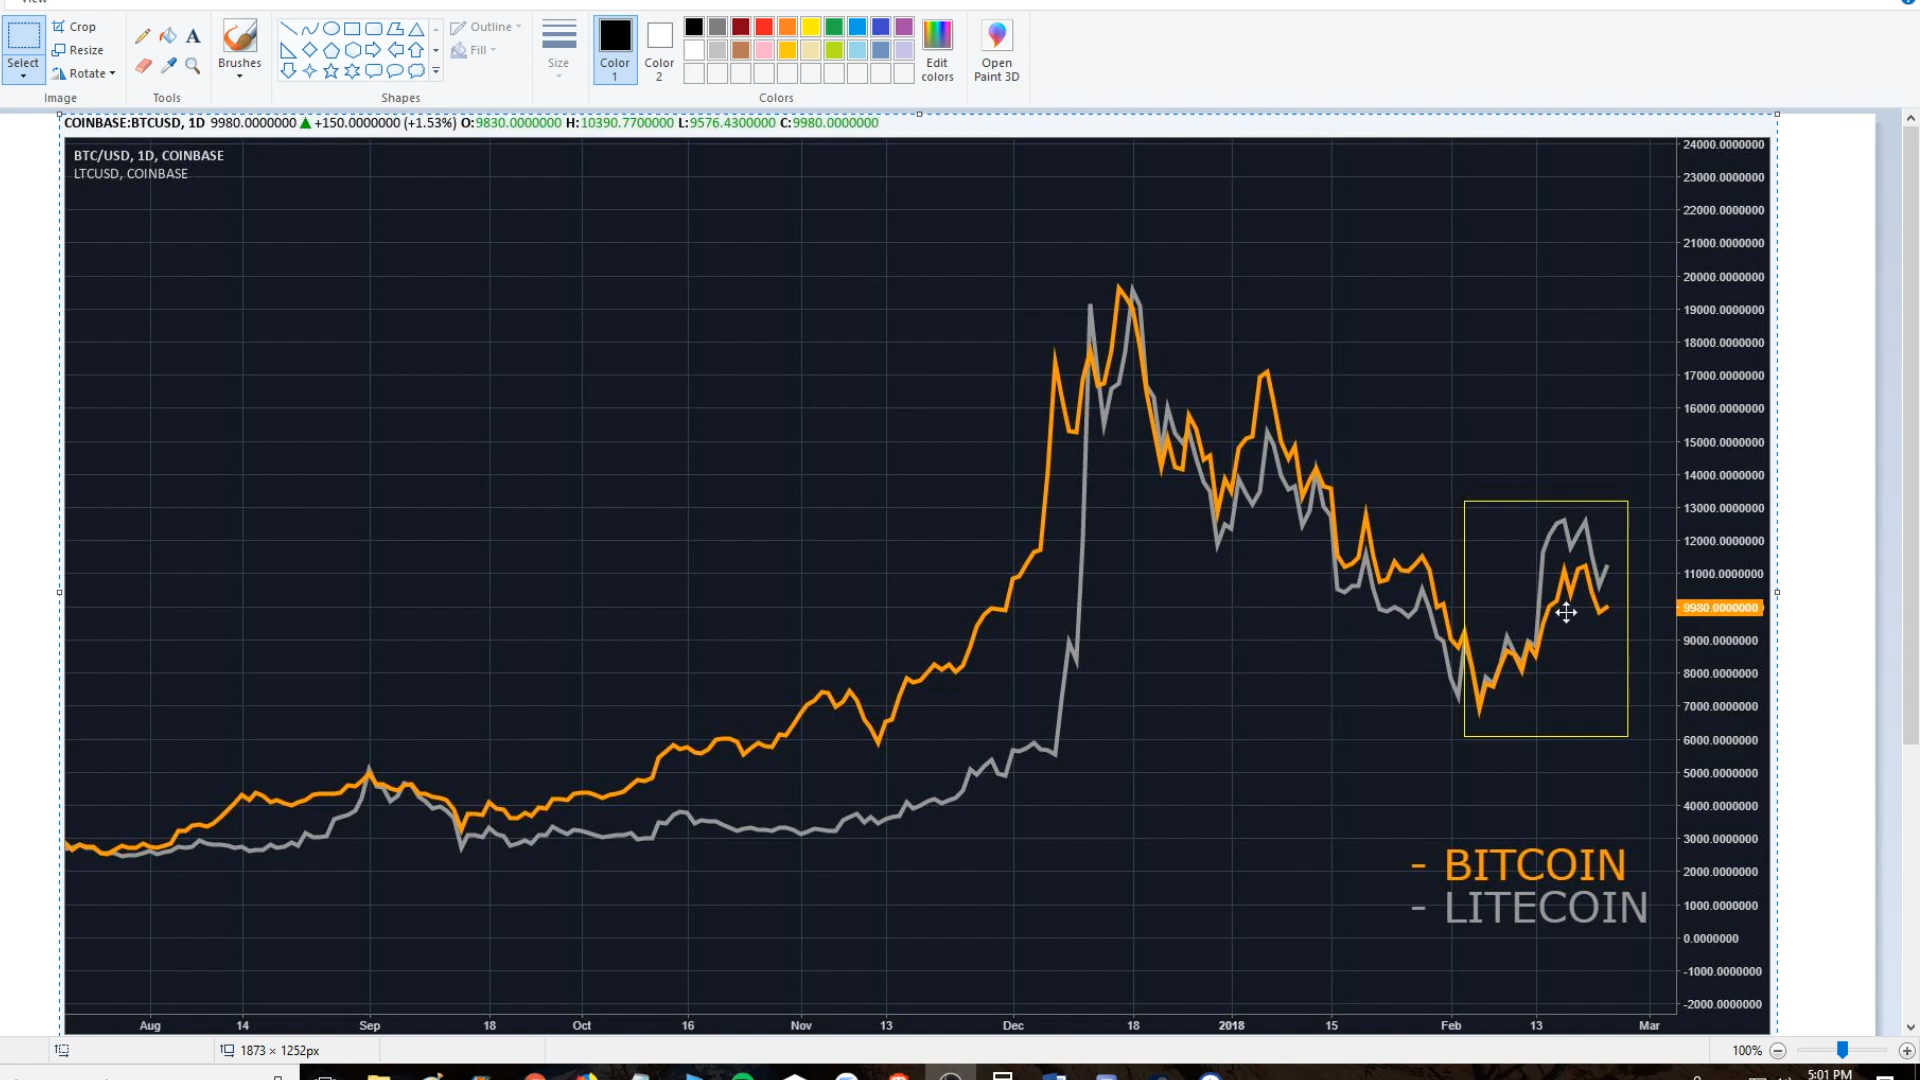 View
Crop
Resize
Rotate
Select
Image
A
Tools
Brushes
Outline
Fill
Shapes
Size
Color
1
Color
2
Edit
colors
Colors
Open
Paint 3D
COINBASE:BTCUSD, 1D 9980.0000000 ▲ +150.0000000 (+1.53%) O:9830.0000000 H:10390.7700000 L:9576.4300000 C:9980.0000000
BTC/USD, 1D, COINBASE
LTCUSD, COINBASE
24000.0000000
23000.0000000
22000.0000000
21000.0000000
20000.0000000
19000.0000000
18000.0000000
17000.0000000
16000.0000000
15000.0000000
14000.0000000
13000.0000000
12000.0000000
11000.0000000
9980.0000000
9000.0000000
8000.0000000
7000.0000000
6000.0000000
5000.0000000
4000.0000000
3000.0000000
2000.0000000
1000.0000000
0.0000000
-1000.0000000
-2000.0000000
- BITCOIN
- LITECOIN
Aug 14 Sep 18 Oct 16 Nov 13 Dec 18 2018 15 Feb 13 Mar
1873 × 1252px
100%
5:01 PM